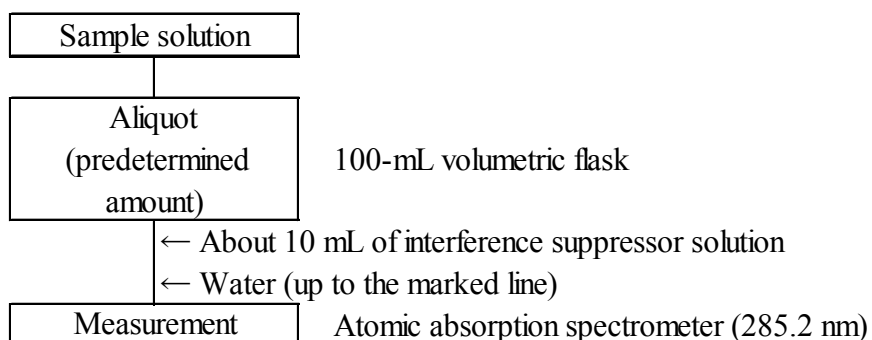 Sample solution
Aliquot
(predetermined
amount)
100-mL volumetric flask
← About 10 mL of interference suppressor solution
← Water (up to the marked line)
Measurement
Atomic absorption spectrometer (285.2 nm)